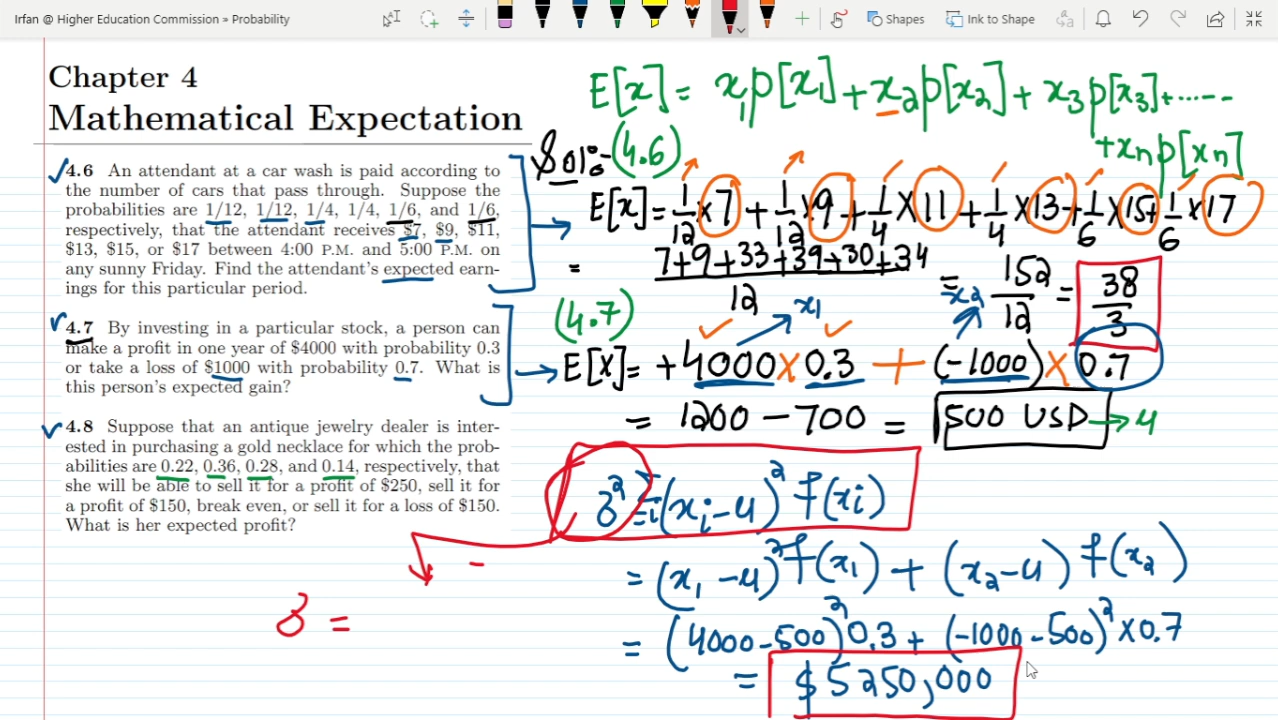 Irfan @ Higher Education Commission » Probability
Shapes
Ink to Shape
Chapter 4
Mathematical Expectation
4.6 An attendant at a car wash is paid according to
the number of cars that pass through. Suppose the
probabilities are 1/12, 1/12, 1/4, 1/4, 1/6, and 1/6,
respectively, that the attendant receives $7, $9, $11,
$13, $15, or $17 between 4:00 P.M. and 5:00 P.M. on
any sunny Friday. Find the attendant's expected earn-
ings for this particular period.
4.7 By investing in a particular stock, a person can
make a profit in one year of $4000 with probability 0.3
or take a loss of $1000 with probability 0.7. What is
this person's expected gain?
4.8 Suppose that an antique jewelry dealer is inter-
ested in purchasing a gold necklace for which the prob-
abilities are 0.22, 0.36, 0.28, and 0.14, respectively, that
she will be able to sell it for a profit of $250, sell it for
a profit of $150, break even, or sell it for a loss of $150.
What is her expected profit?
E[x] = x₁p[x₁] + x₂p[x₂] + x₃p[x₃] + ......
+ xₙp[xₙ]
Sol:- (4.6)
E[x] = 1/12 × 7 + 1/12 × 9 + 1/4 × 11 + 1/4 × 13 + 1/6 × 15 + 1/6 × 17
= 7+9+33+39+30+34 / 12 = 152/12 = 38/3
(4.7) x₁ x₂
E[X] = +4000 × 0.3 + (-1000) × 0.7
= 1200 - 700 = 500 USD → μ
σ² = Σi (xi - μ)² f(xi)
= (x₁ - μ)² f(x₁) + (x₂ - μ) f(x₂)
= (4000 - 500)² 0.3 + (-1000 - 500)² × 0.7
= $5250,000
-
σ =